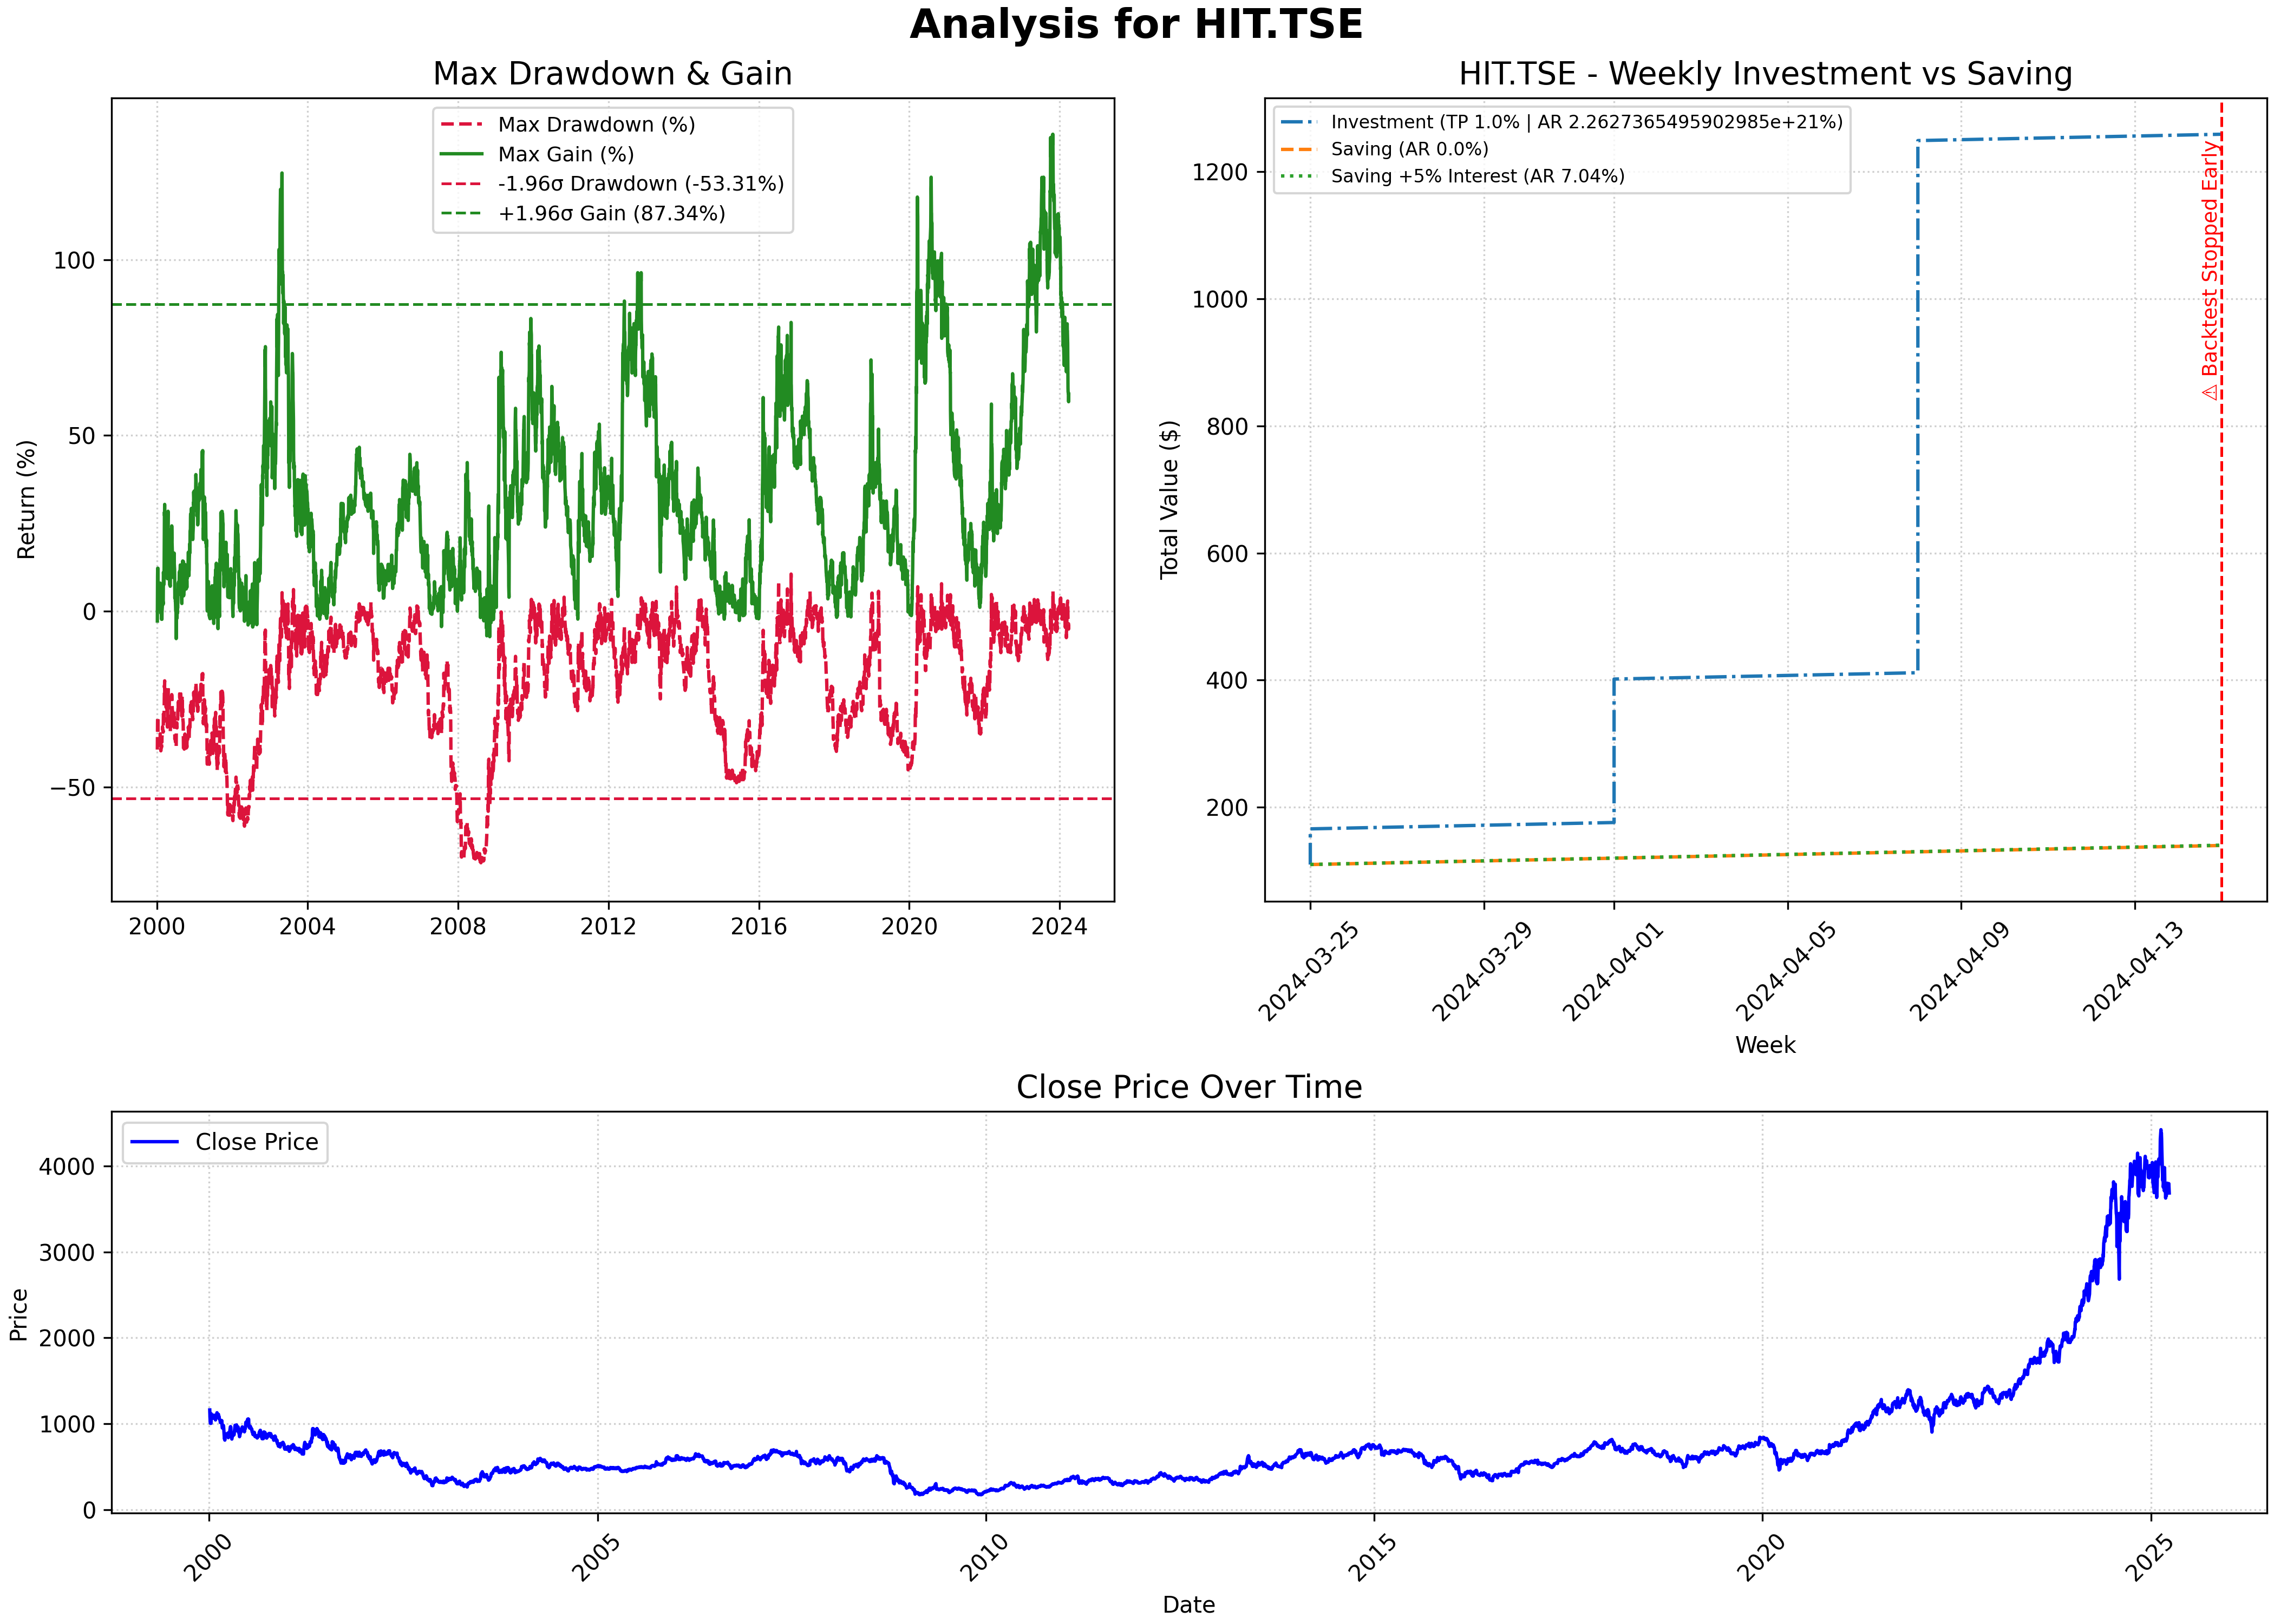 Analysis for HIT.TSE
Max Drawdown & Gain
Max Drawdown (%)
Max Gain (%)
-1.96σ Drawdown (-53.31%)
+1.96σ Gain (87.34%)
Return (%)
100
50
0
−50
2000
2004
2008
2012
2016
2020
2024
HIT.TSE - Weekly Investment vs Saving
Investment (TP 1.0% | AR 2.2627365495902985e+21%)
Saving (AR 0.0%)
Saving +5% Interest (AR 7.04%)
⚠ Backtest Stopped Early
Total Value ($)
1200
1000
800
600
400
200
2024-03-25
2024-03-29
2024-04-01
2024-04-05
2024-04-09
2024-04-13
Week
Close Price Over Time
Close Price
Price
4000
3000
2000
1000
0
2000
2005
2010
2015
2020
2025
Date